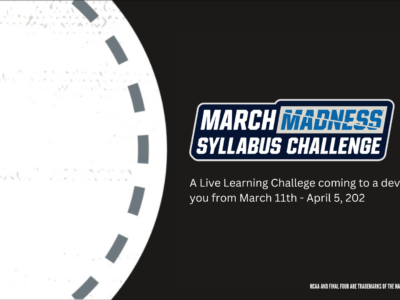 MARCH MADNESS
SYLLABUS CHALLENGE
A Live Learning Challege coming to a dev
you from March 11th - April 5, 202
NCAA AND FINAL FOUR ARE TRADEMARKS OF THE NA